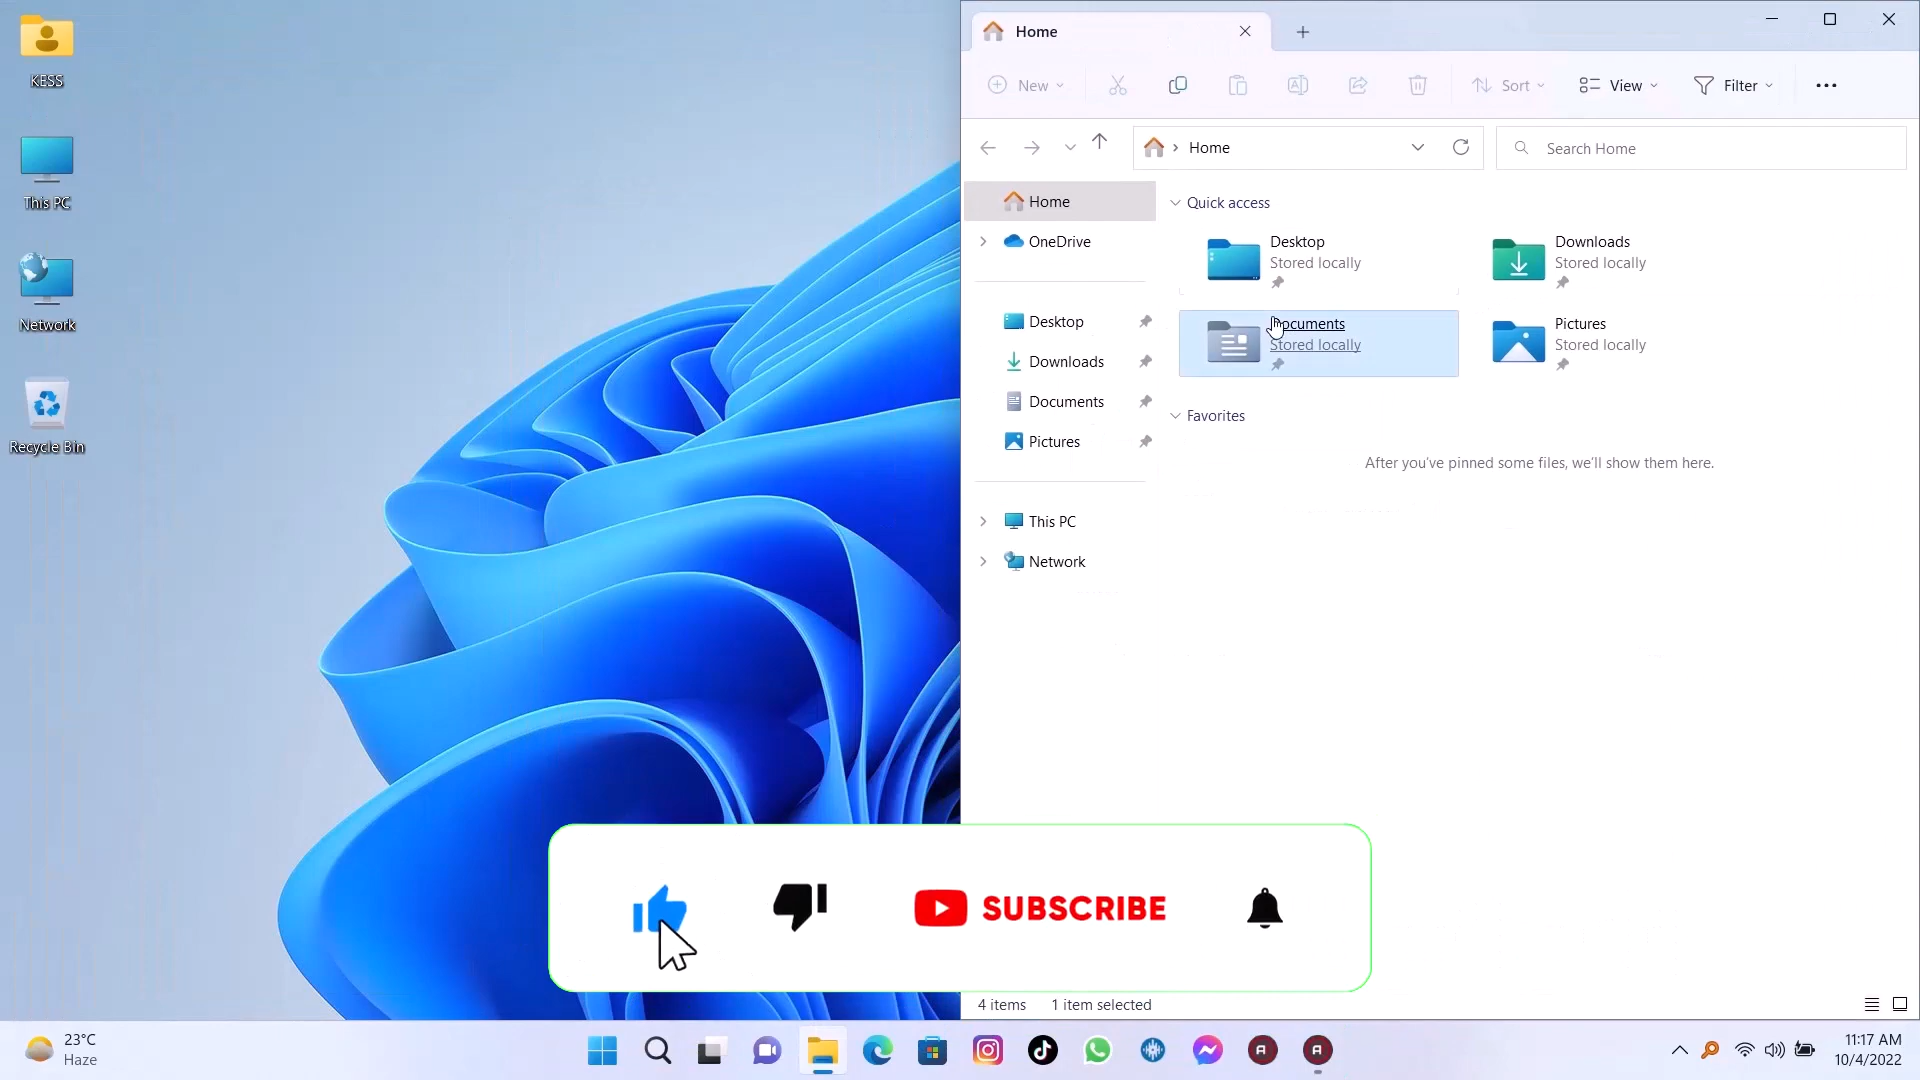 KESS
This PC
Network
Recycle Bin
Home
New
Sort
View
Filter
Home
Search Home
Home
OneDrive
Desktop
Downloads
Documents
Pictures
This PC
Network
Quick access
Desktop
Stored locally
Downloads
Stored locally
ocuments
Stored locally
Pictures
Stored locally
Favorites
After you've pinned some files, we'll show them here.
SUBSCRIBE
4 items 1 item selected
23°C
Haze
11:17 AM
10/4/2022